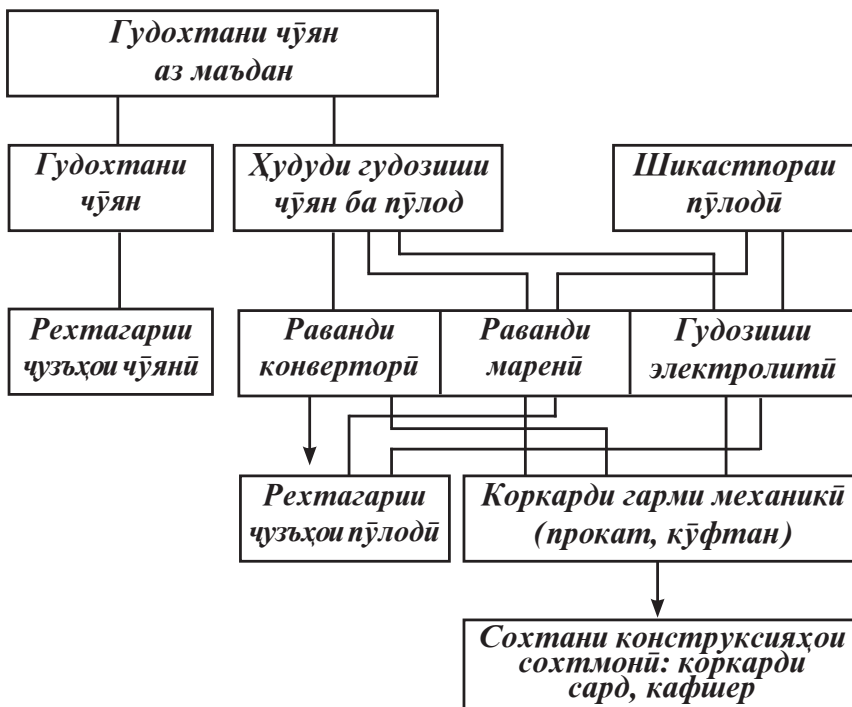 Гудохтани чӯян
аз маъдан
Гудохтани
чӯян
Ҳудуди гудозиши
чӯян ба пӯлод
Шикастпораи
пӯлодӣ
Рехтагарии
ҷузъҳои чӯянӣ
Раванди
конверторӣ
Раванди
маренӣ
Гудозиши
электролитӣ
Рехтагарии
ҷузъҳои пӯлодӣ
Коркарди гарми механикӣ
(прокат, кӯфтан)
Сохтани конструксияҳои
сохтмонӣ: коркарди
сард, кафшер